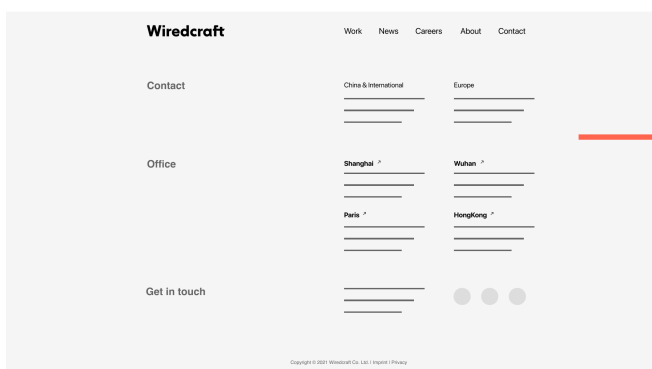 Wiredcraft
Work News Careers About Contact
Contact
China & International
Europe
Office
Shanghai ↗
Wuhan ↗
Paris ↗
HongKong ↗
Get in touch
Copyright © 2021 Wiredcraft Co. Ltd. | Imprint | Privacy